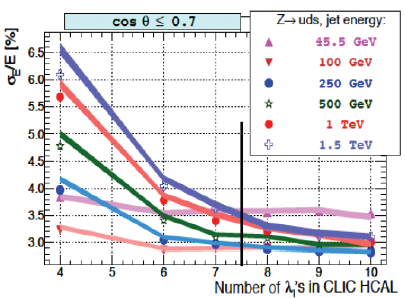 cos θ ≤ 0.7
Z→ uds, jet energy:
45.5 GeV
100 GeV
250 GeV
500 GeV
1 TeV
1.5 TeV
σE/E [%]
6.5
6.0
5.5
5.0
4.5
4.0
3.5
3.0
4 5 6 7 8 9 10
Number of λI's in CLIC HCAL